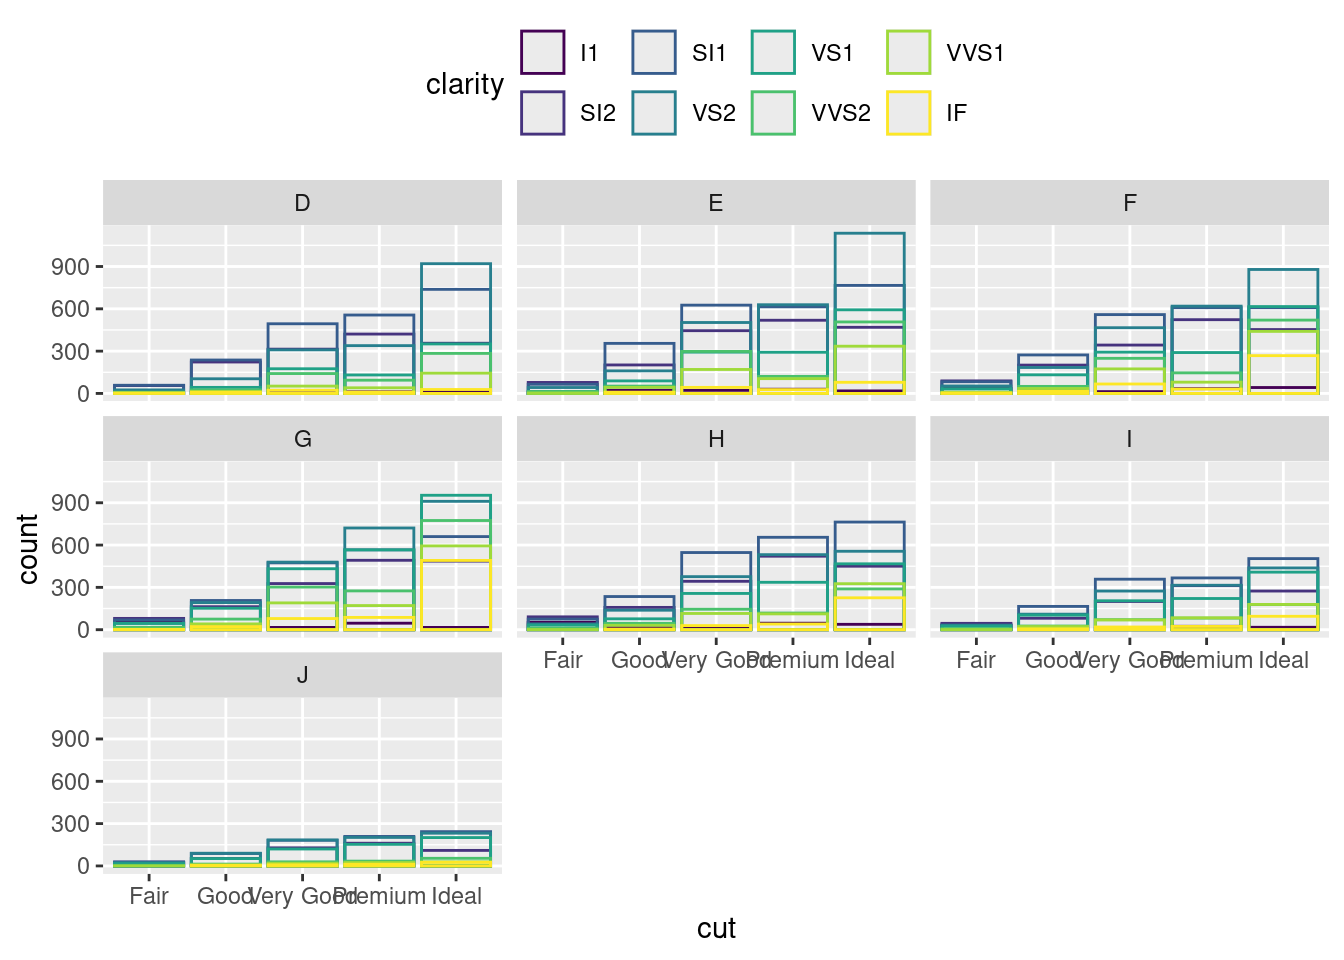 clarity
I1 SI1 VS1 VVS1
SI2 VS2 VVS2 IF
D E F
900
600
300
0
G H I
900
600
300
0
count
Fair Good Very Good Premium Ideal Fair Good Very Good Premium Ideal
J
900
600
300
0
Fair Good Very Good Premium Ideal
cut